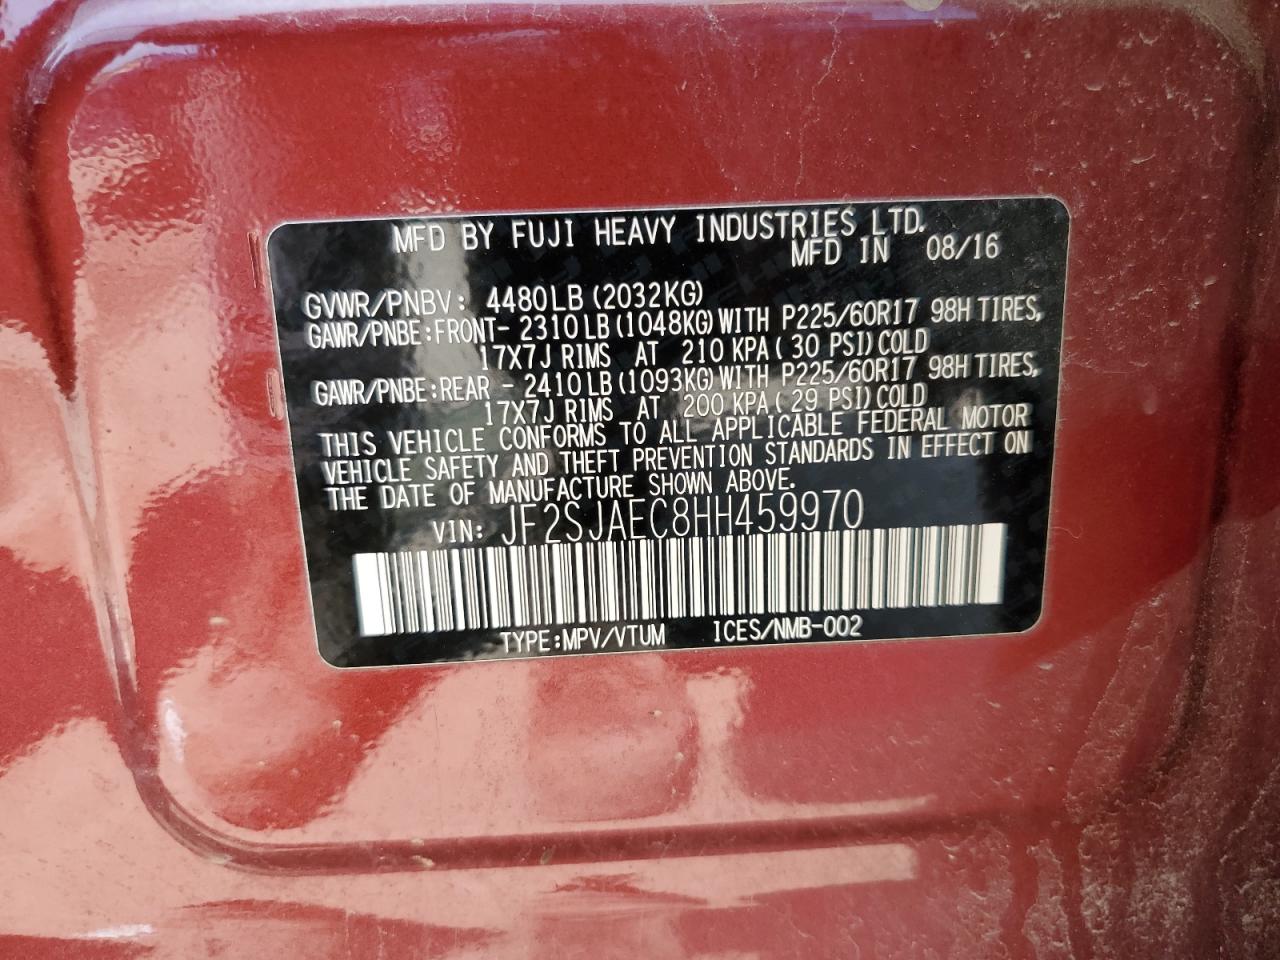 MFD BY FUJI HEAVY INDUSTRIES LTD.
MFD IN 08/16
GVWR/PNBV: 4480LB (2032KG)
GAWR/PNBE:FRONT- 2310LB (1048KG) WITH P225/60R17 98H TIRES,
17X7J RIMS AT 210 KPA (30 PSI) COLD
GAWR/PNBE:REAR - 2410LB (1093KG) WITH P225/60R17 98H TIRES,
17X7J RIMS AT 200 KPA (29 PSI) COLD
THIS VEHICLE CONFORMS TO ALL APPLICABLE FEDERAL MOTOR
VEHICLE SAFETY AND THEFT PREVENTION STANDARDS IN EFFECT ON
THE DATE OF MANUFACTURE SHOWN ABOVE.
VIN: JF2SJAEC8HH459970
TYPE:MPV/VTUM ICES/NMB-002